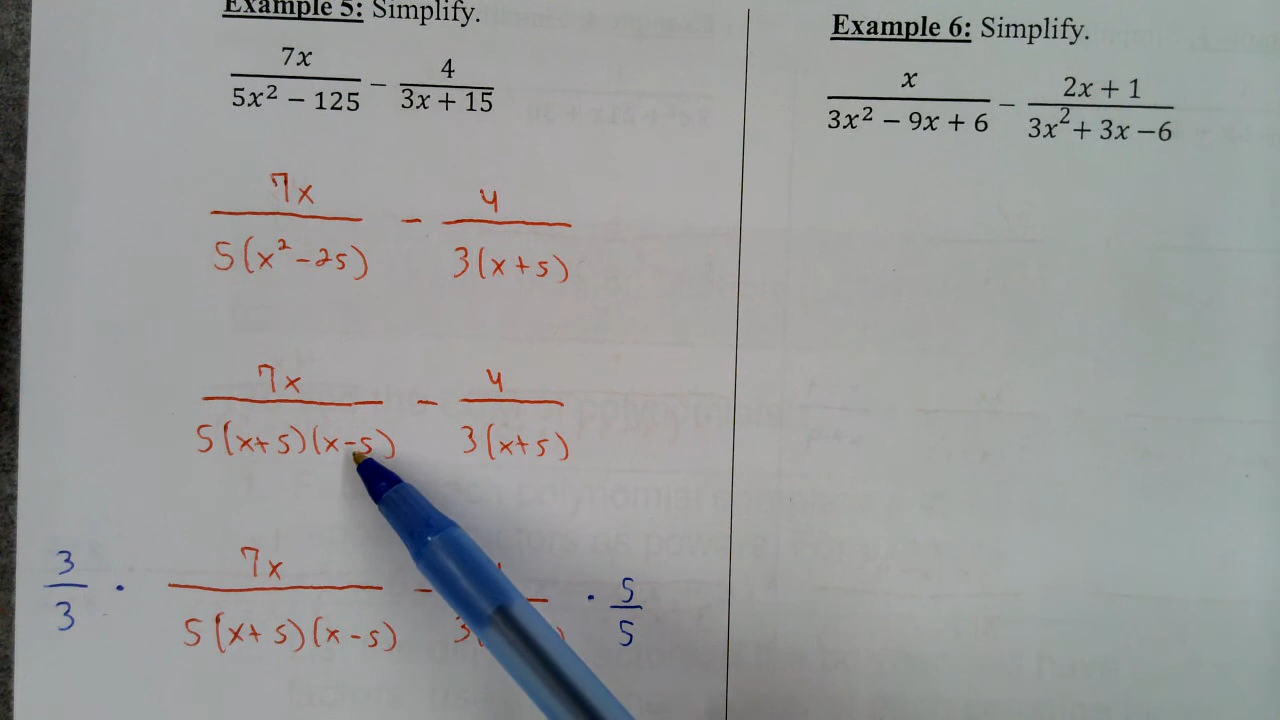 Example 5: Simplify.
7x
5x² − 125
−
4
3x + 15
7x
5(x²−25)
−
4
3(x+5)
7x
5(x+5)(x−5)
−
4
3(x+5)
3
3
·
7x
5(x+5)(x−5)
−
3(
)
·
5
5
Example 6: Simplify.
x
3x² − 9x + 6
−
2x + 1
3x² + 3x − 6